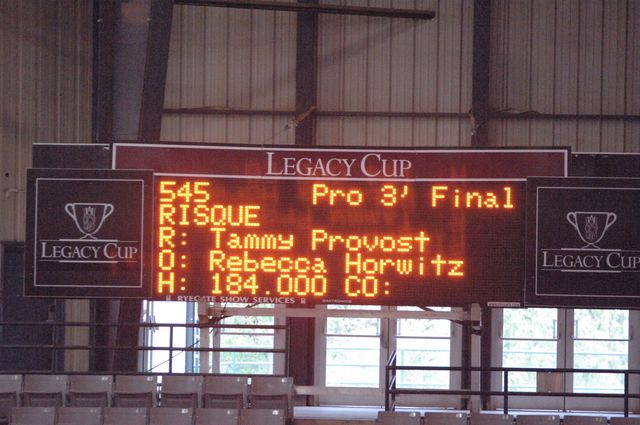 LEGACY CUP
545 Pro 3' Final
RISQUE
R: Tammy Provost
O: Rebecca Horwitz
H: 184.000 CO:
RYEGATE SHOW SERVICES DAKTRONICS
LEGACY CUP
LEGACY CUP